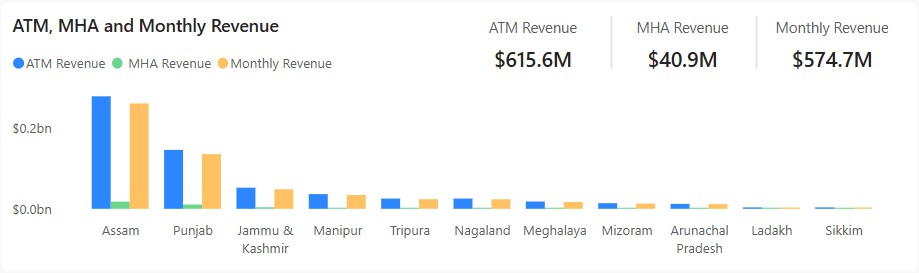 ATM, MHA and Monthly Revenue
ATM Revenue MHA Revenue Monthly Revenue
ATM Revenue
$615.6M
MHA Revenue
$40.9M
Monthly Revenue
$574.7M
$0.2bn
$0.0bn
Assam
Punjab
Jammu &
Kashmir
Manipur
Tripura
Nagaland
Meghalaya
Mizoram
Arunachal
Pradesh
Ladakh
Sikkim